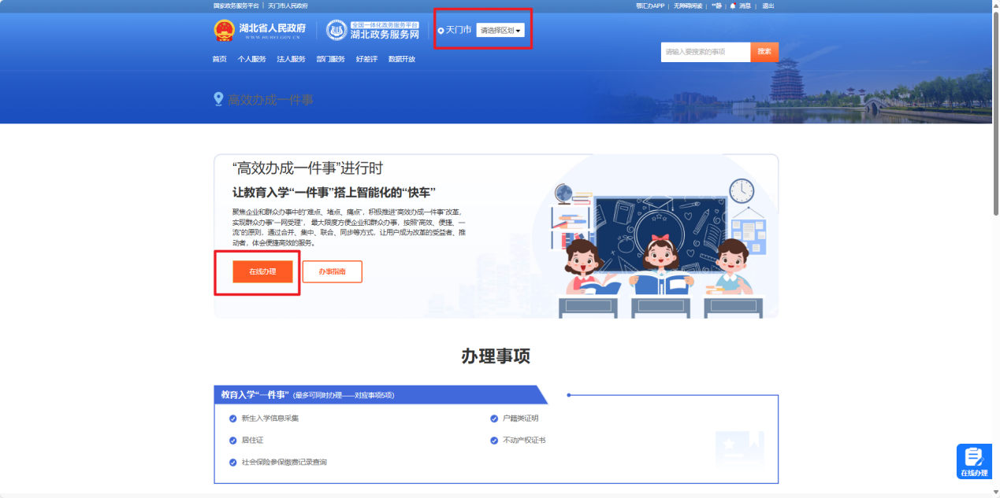 国家政务服务平台 | 天门市人民政府
鄂汇办APP | 无障碍阅读 | **静 | 消息 | 退出
湖北省人民政府
WWW.HUBEI.GOV.CN
全国一体化政务服务平台
湖北政务服务网
天门市 请选择区划
首页 个人服务 法人服务 部门服务 好差评 数据开放
请输入要搜索的事项 搜索
高效办成一件事
“高效办成一件事”进行时
让教育入学“一件事”搭上智能化的“快车”
聚焦企业和群众办事中的“难点、堵点、痛点”，积极推进“高效办成一件事”改革，
实现群众办事“一网受理”， 最大限度方便企业和群众办事，按照“高效、便捷、一
流”的原则，通过合并、集中、联合、同步等方式，让用户成为改革的受益者、推
动者，体会便捷高效的服务。
在线办理 办事指南
办理事项
教育入学“一件事”（最多可同时办理——对应事项5项）
新生入学信息采集 户籍类证明
居住证 不动产权证书
社会保险参保缴费记录查询
在线办理